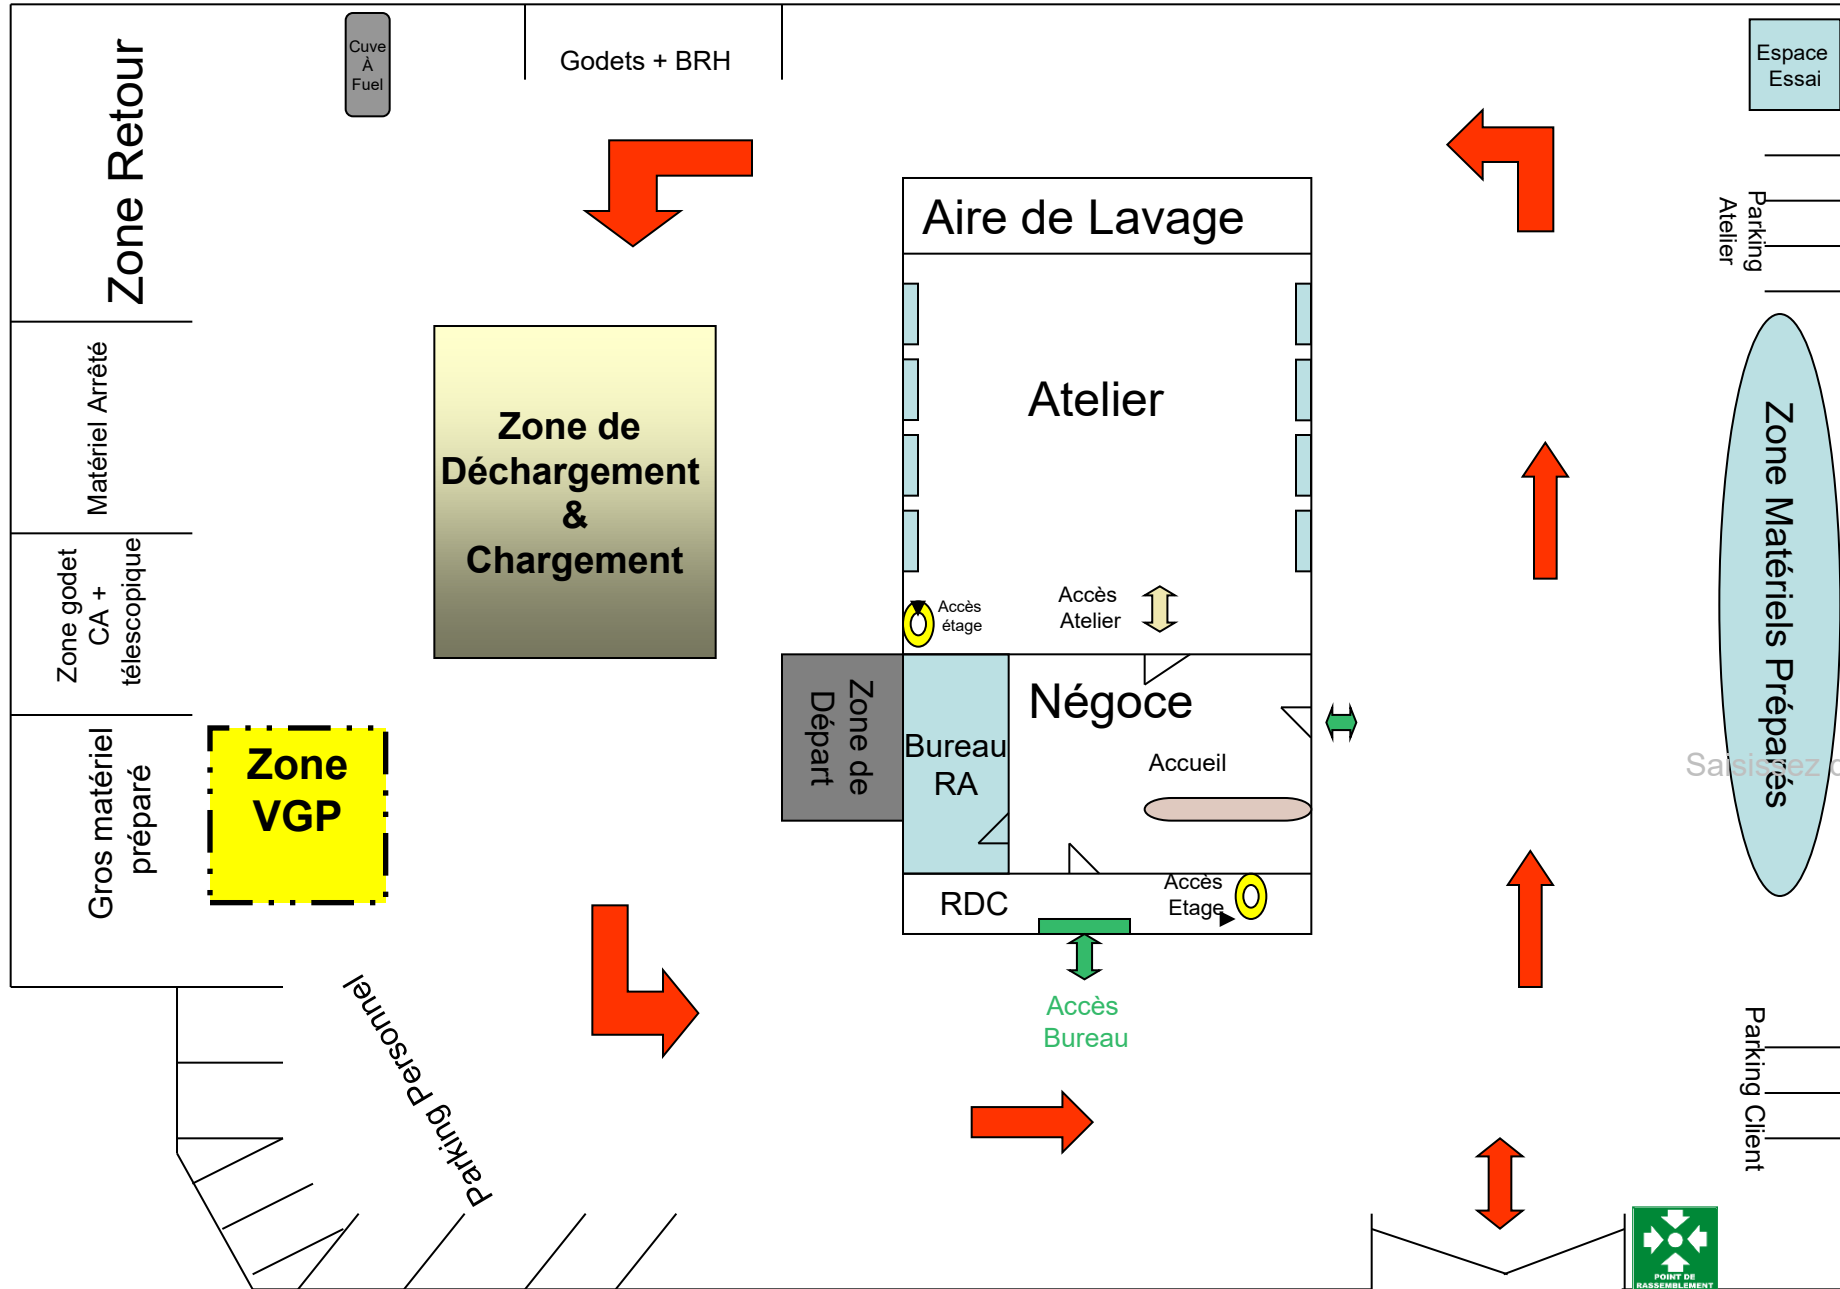 Zone Retour
Cuve
À
Fuel
Godets + BRH
Espace
Essai
Aire de Lavage
Parking
Atelier
Matériel Arrêté
Zone de
Déchargement
&
Chargement
Atelier
Zone Matériels Préparés
Zone godet
CA +
télescopique
Accès
étage
Accès
Atelier
Gros matériel
préparé
Zone
VGP
Zone de
Départ
Bureau
RA
Négoce
Accueil
Saisissez d
RDC
Accès
Etage
Accès
Bureau
Parking Personnel
Parking Client
POINT DE
RASSEMBLEMENT